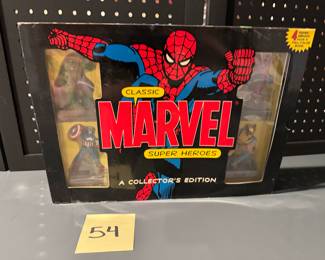 CLASSIC
MARVEL
SUPER HEROES
A COLLECTOR'S EDITION
54